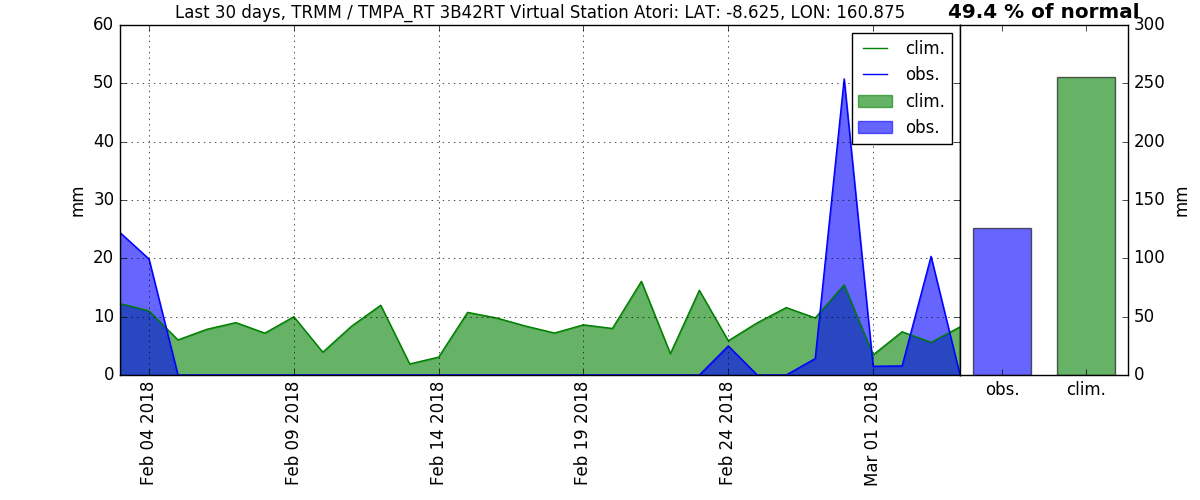 Last 30 days, TRMM / TMPA_RT 3B42RT Virtual Station Atori: LAT: -8.625, LON: 160.875
49.4 % of normal
60
50
40
30
20
10
0
mm
clim.
obs.
clim.
obs.
Feb 04 2018
Feb 09 2018
Feb 14 2018
Feb 19 2018
Feb 24 2018
Mar 01 2018
300
250
200
150
100
50
0
mm
obs.
clim.